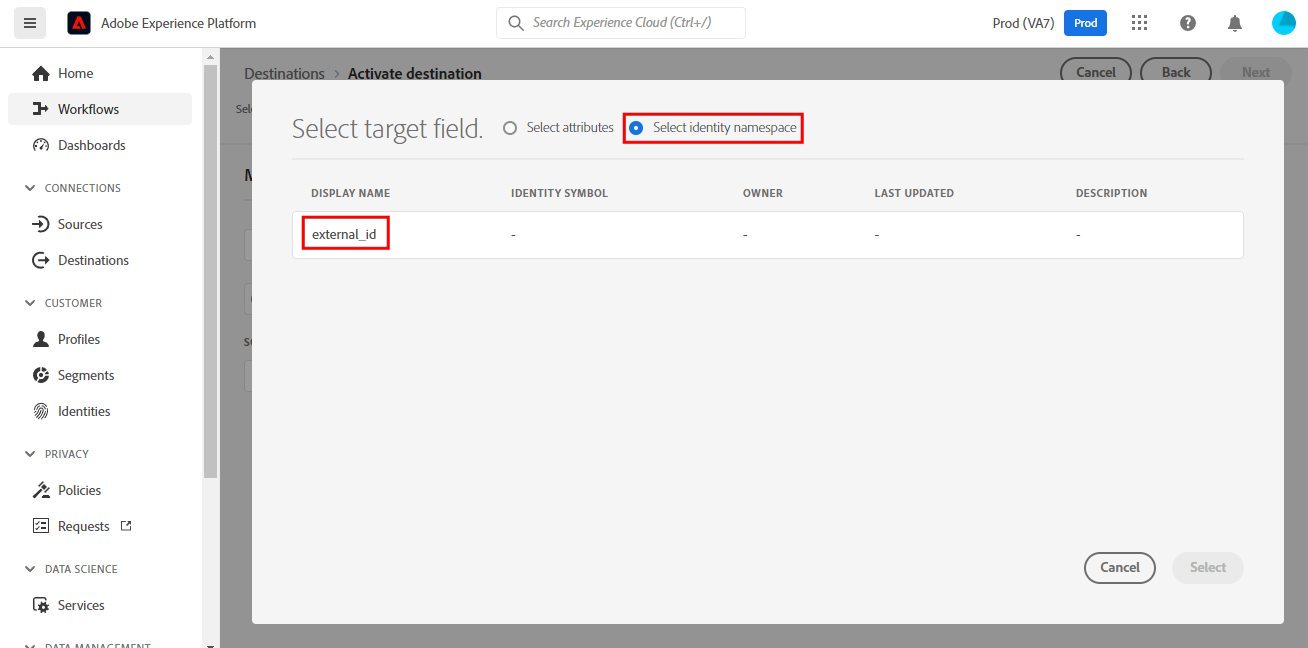 Adobe Experience Platform
Search Experience Cloud (Ctrl+/)
Prod (VA7)
Prod
Home
Workflows
Dashboards
CONNECTIONS
Sources
Destinations
CUSTOMER
Profiles
Segments
Identities
PRIVACY
Policies
Requests
DATA SCIENCE
Services
DATA MANAGEMENT
Destinations > Activate destination
Cancel
Back
Next
Select target field.
Select attributes
Select identity namespace
DISPLAY NAME IDENTITY SYMBOL OWNER LAST UPDATED DESCRIPTION
external_id - - - -
Cancel
Select